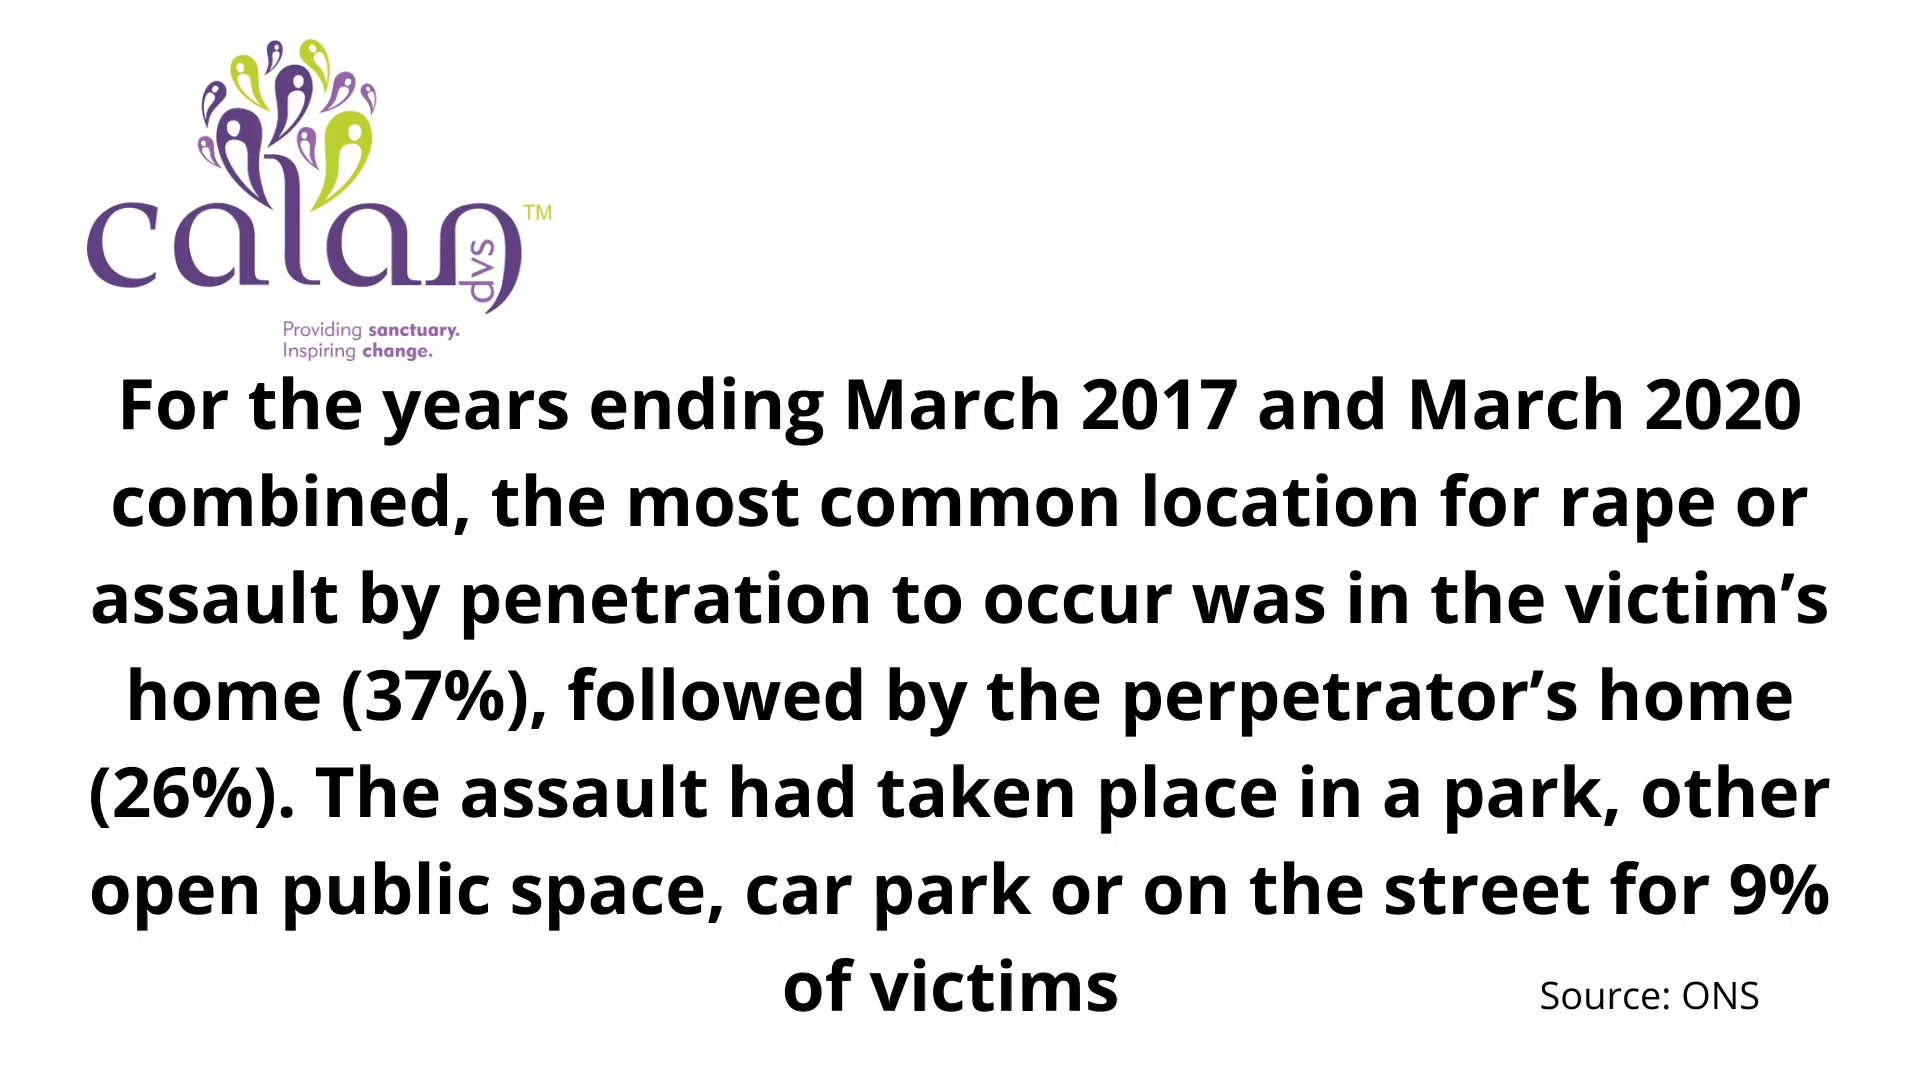 calan
dvs
TM
Providing sanctuary.
Inspiring change.
For the years ending March 2017 and March 2020
combined, the most common location for rape or
assault by penetration to occur was in the victim’s
home (37%), followed by the perpetrator’s home
(26%). The assault had taken place in a park, other
open public space, car park or on the street for 9%
of victims
Source: ONS